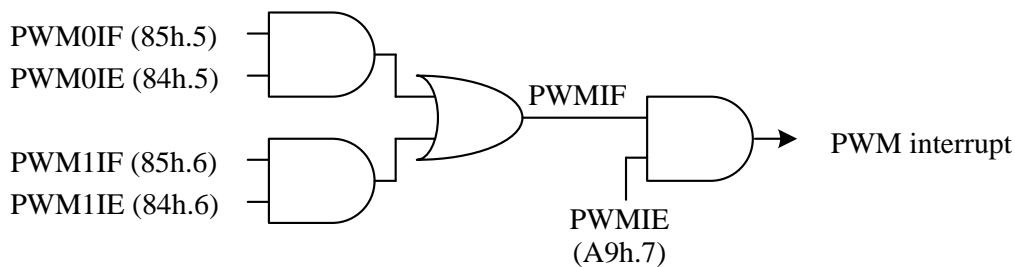 PWM0IF (85h.5)
PWM0IE (84h.5)
PWMIF
PWM interrupt
PWM1IF (85h.6)
PWM1IE (84h.6)
PWMIE
(A9h.7)